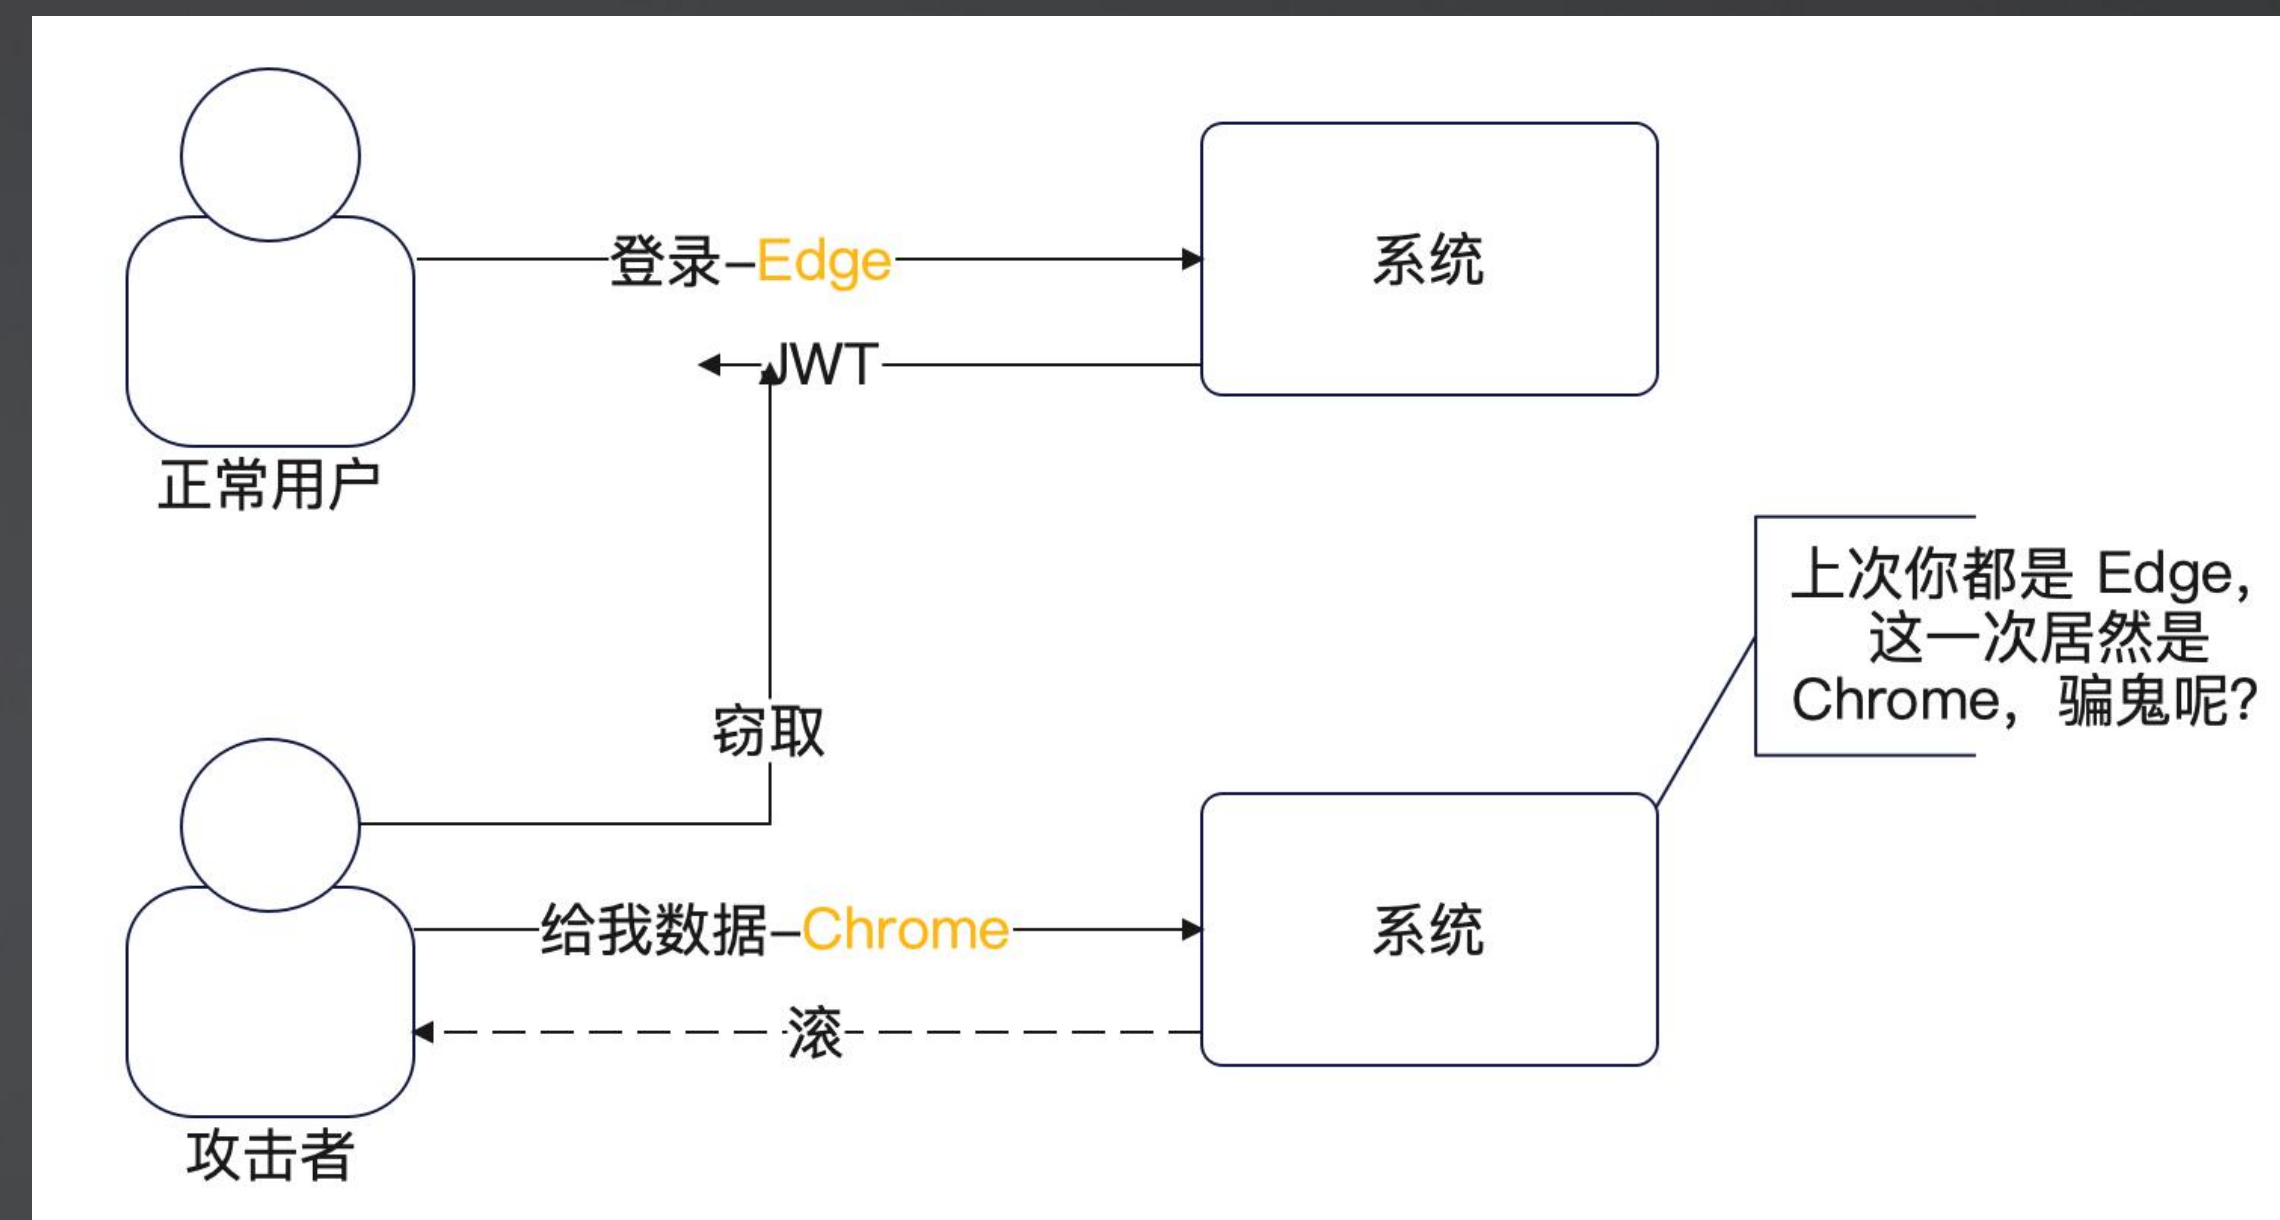 登录-Edge
系统
JWT
正常用户
上次你都是 Edge，
这一次居然是
Chrome，骗鬼呢？
窃取
给我数据-Chrome
系统
滚
攻击者